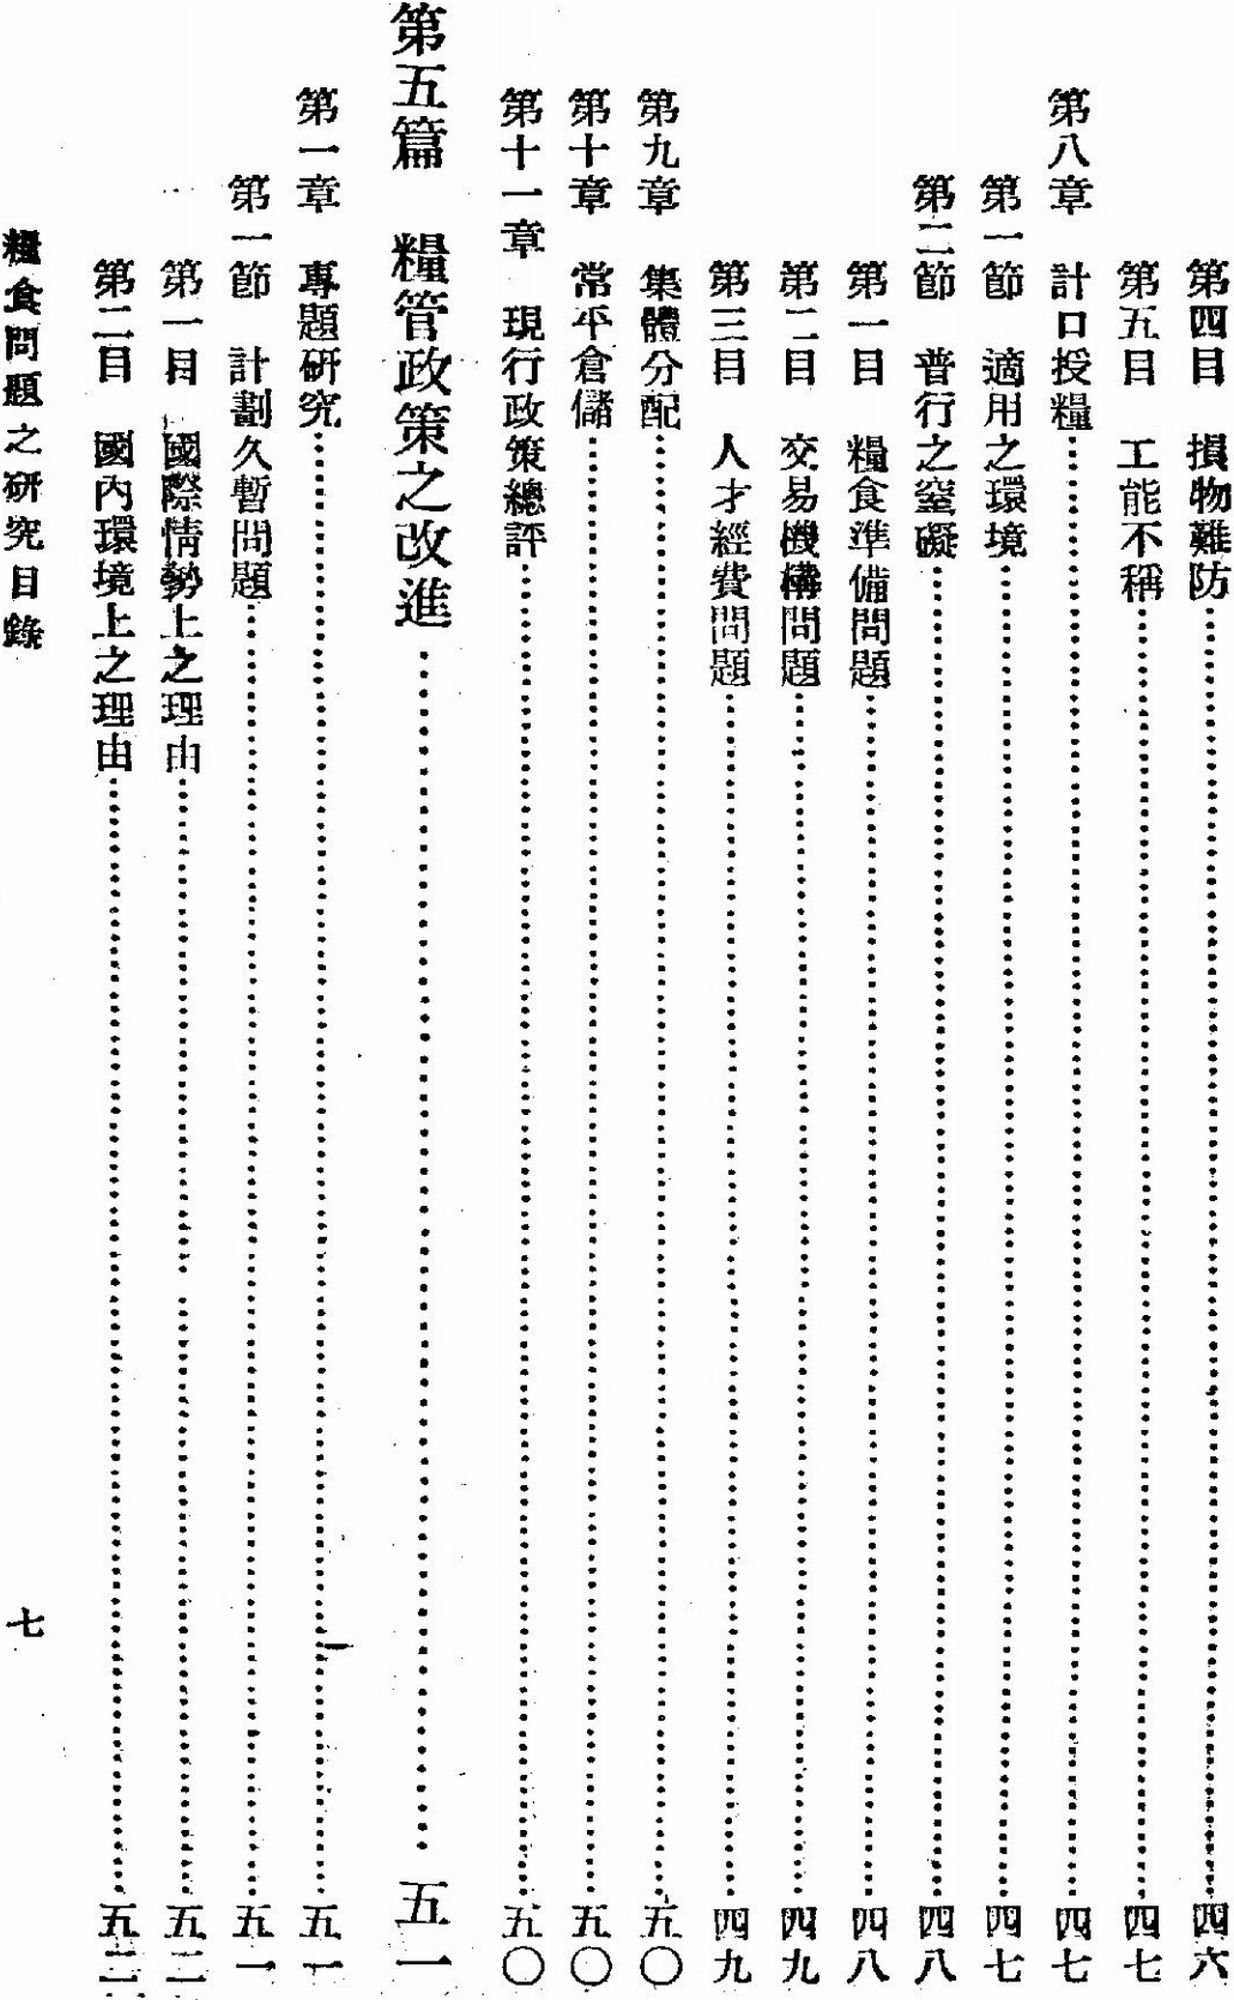 第四目　損物難防……四六
第五目　工能不稱……四七
第八章　計口授糧……四七
第一節　適用之環境……四七
第二節　普行之窒礙……四八
第一目　糧食準備問題……四八
第二目　交易機構問題……四九
第三目　人才經費問題……四九
第九章　集體分配……五〇
第十章　常平倉儲……五〇
第十一章　現行政策總評……五〇
第五篇　糧管政策之改進……五一
第一章　專題研究……五一
第一節　計劃久暫問題……五一
第一目　國際情勢上之理由……五二
第二目　國內環境上之理由……五二
糧食問題之研究目錄
七